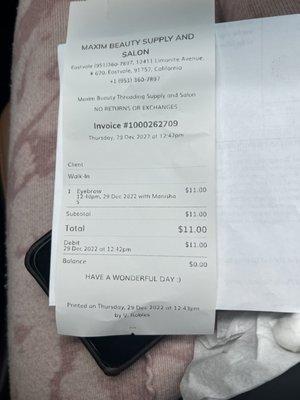 MAXIM BEAUTY SUPPLY AND
SALON
Eastvale (951)360-7897, 12411 Limonite Avenue,
# 670, Eastvale, 91752, California
+1 (951) 360-7897
Maxim Beauty Threading Supply and Salon
NO RETURNS OR EXCHANGES
Invoice #1000262709
Thursday, 29 Dec 2022 at 12:42pm
Client
Walk-In
1 Eyebrow $11.00
12:40pm, 29 Dec 2022 with Manisha
S
Subtotal $11.00
Total $11.00
Debit $11.00
29 Dec 2022 at 12:42pm
Balance $0.00
HAVE A WONDERFUL DAY :)
Printed on Thursday, 29 Dec 2022 at 12:43pm
by V. Robles